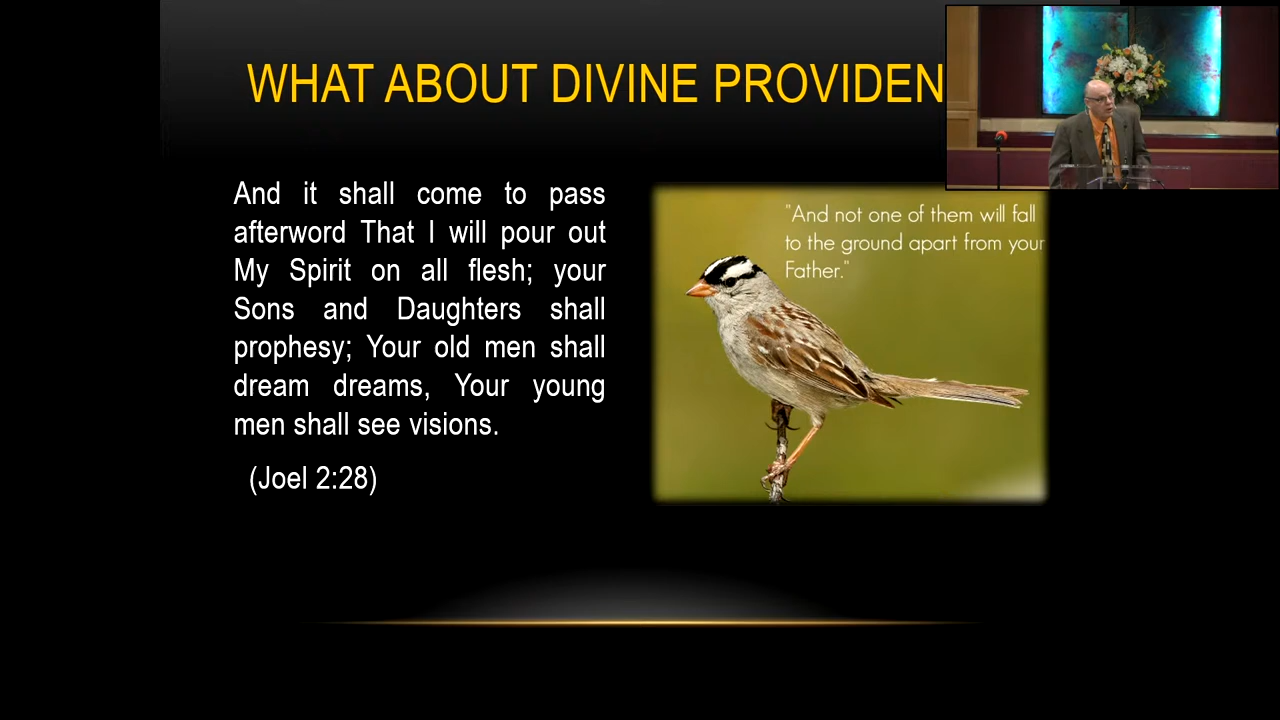 WHAT ABOUT DIVINE PROVIDEN
And it shall come to pass
afterword That I will pour out
My Spirit on all flesh; your
Sons and Daughters shall
prophesy; Your old men shall
dream dreams, Your young
men shall see visions.
(Joel 2:28)
"And not one of them will fall
to the ground apart from your
Father."